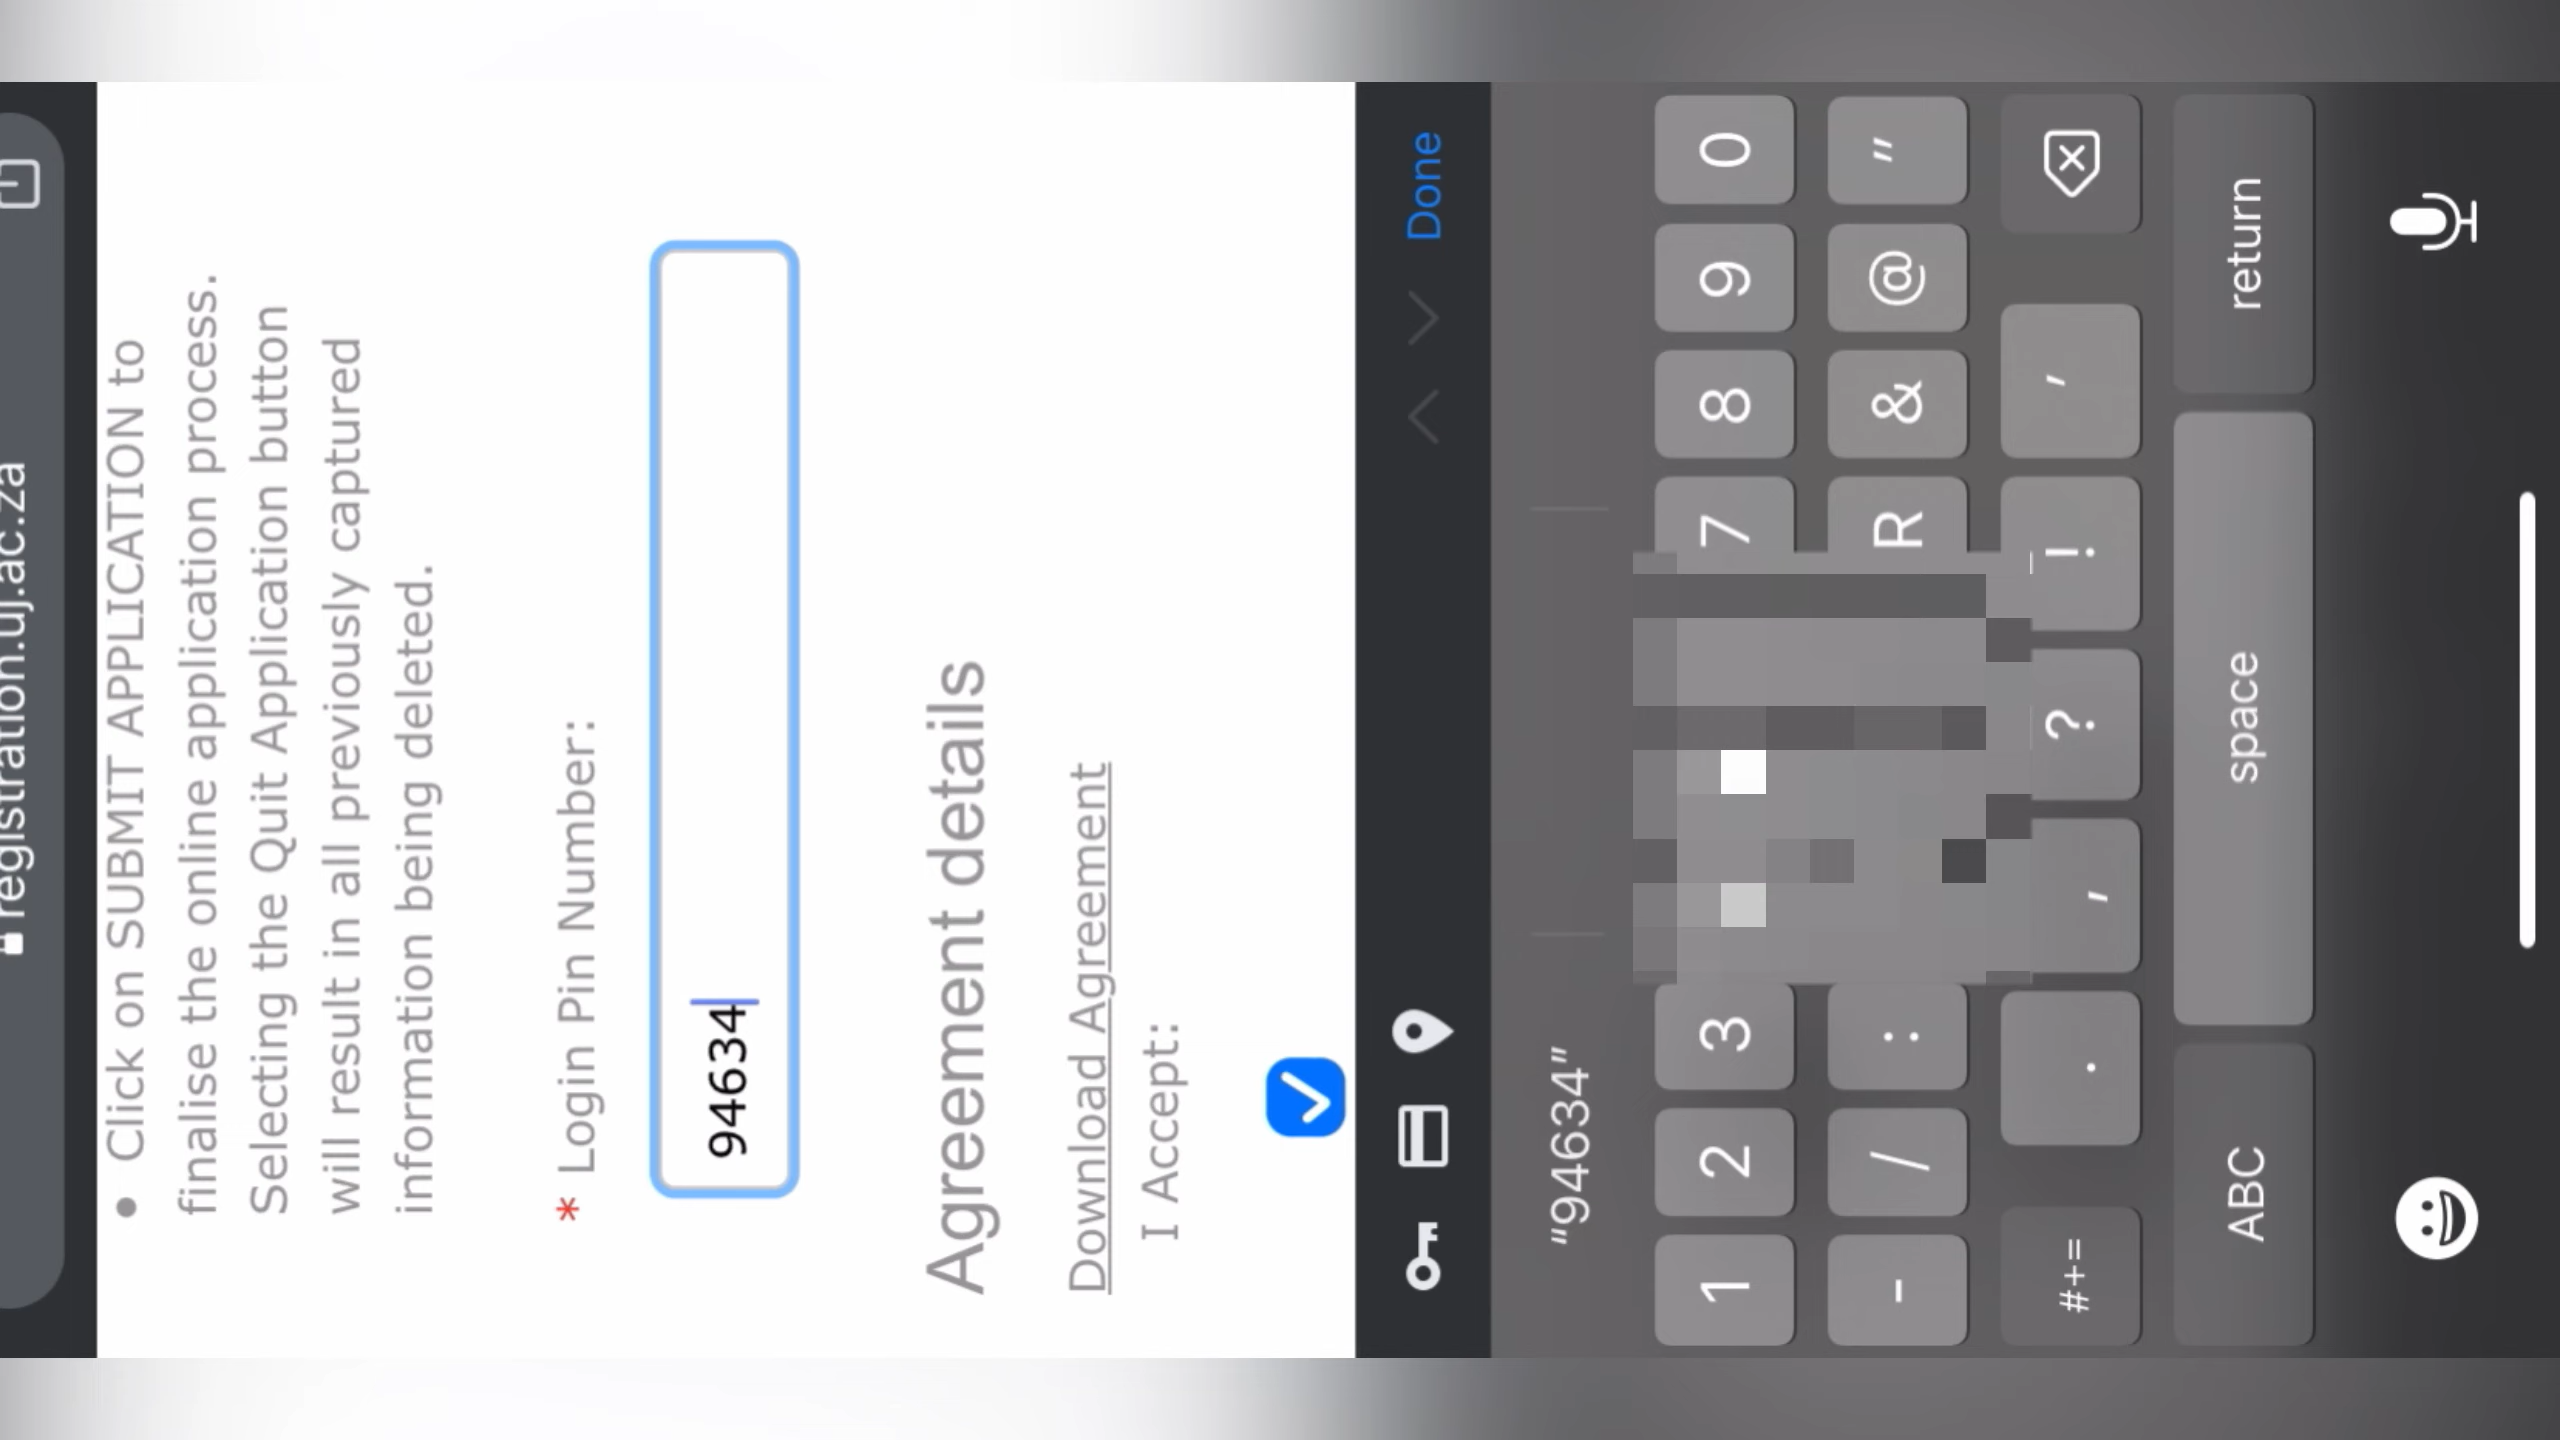 registration.uj.ac.za
• Click on SUBMIT APPLICATION to
finalise the online application process.
Selecting the Quit Application button
will result in all previously captured
information being deleted.
* Login Pin Number:
94634
Agreement details
Download Agreement
I Accept:
Done
"94634"
1 2 3 7 8 9 0
- / : R & @ "
#+= . , ? ! '
ABC space return